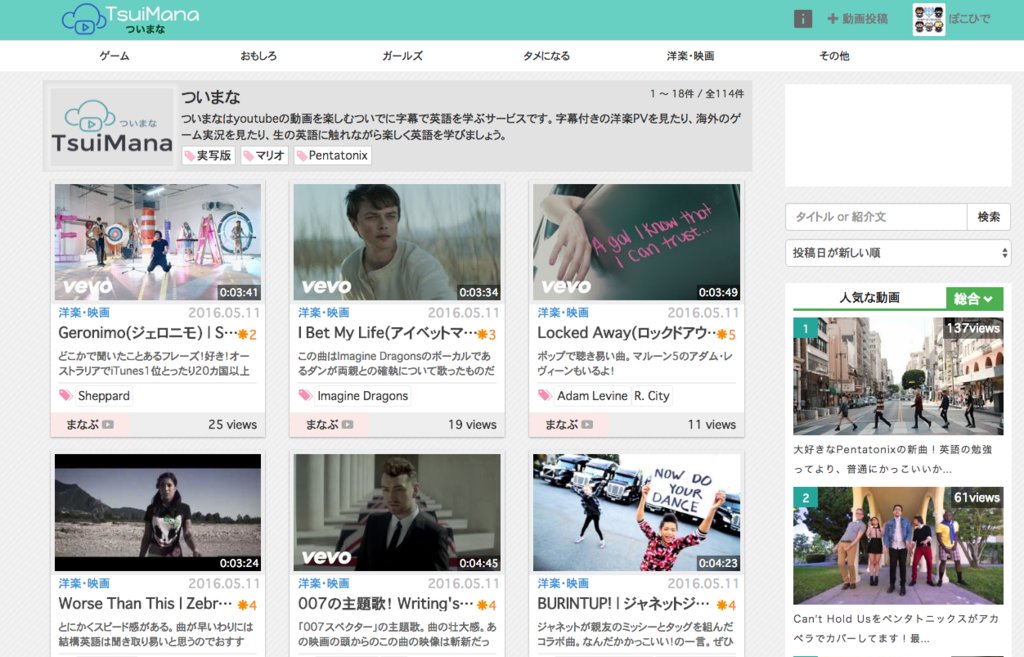 TsuiMana
ついまな
i
+ 動画投稿
ぽこひで
ゲーム
おもしろ
ガールズ
タメになる
洋楽・映画
その他
ついまな
TsuiMana
ついまな
1 〜 18件 / 全114件
ついまなはyoutubeの動画を楽しむついでに字幕で英語を学ぶサービスです。字幕付きの洋楽PVを見たり、海外のゲ
ーム実況を見たり、生の英語に触れながら楽しく英語を学びましょう。
実写版
マリオ
Pentatonix
vevo
0:03:41
洋楽・映画
2016.05.11
Geronimo(ジェロニモ) | S…
2
どこかで聞いたことあるフレーズ！好き！オー
ストラリアでiTunes1位とったり20カ国以上
Sheppard
まなぶ
25 views
vevo
0:03:34
洋楽・映画
2016.05.11
I Bet My Life(アイベットマ…
3
この曲はImagine Dragonsのボーカルであ
るダンが両親との確執について歌ったものだ
Imagine Dragons
まなぶ
19 views
A gal I know that
I can trust...
vevo
0:03:49
洋楽・映画
2016.05.11
Locked Away(ロックドアウ…
5
ポップで聴き易い曲。マルーン5のアダム・レ
ヴィーンもいるよ！
Adam Levine
R. City
まなぶ
11 views
0:03:24
洋楽・映画
2016.05.11
Worse Than This | Zebr…
4
とにかくスピード感がある。曲が早いわりには
結構英語は聞き取り易いと思うのでおすす
vevo
0:04:45
洋楽・映画
2016.05.11
007の主題歌！ Writing's…
4
「007スペクター」の主題歌。曲の壮大感。あ
の映画の頭からのこの曲の映像は斬新だっ
NOW DO
YOUR
DANCE
0:04:23
洋楽・映画
2016.05.11
BURINTUP! | ジャネットジ…
4
ジャネットが親友のミッシーとタッグを組んだ
コラボ曲。なんだかかっこいい！の一言。ぜひ
タイトル or 紹介文
検索
投稿日が新しい順
人気な動画
総合
1
137views
大好きなPentatonixの新曲！英語の勉強
ってより、普通にかっこいいか...
2
61views
Can't Hold Usをペンタトニックスがアカ
ペラでカバーしてます！最...